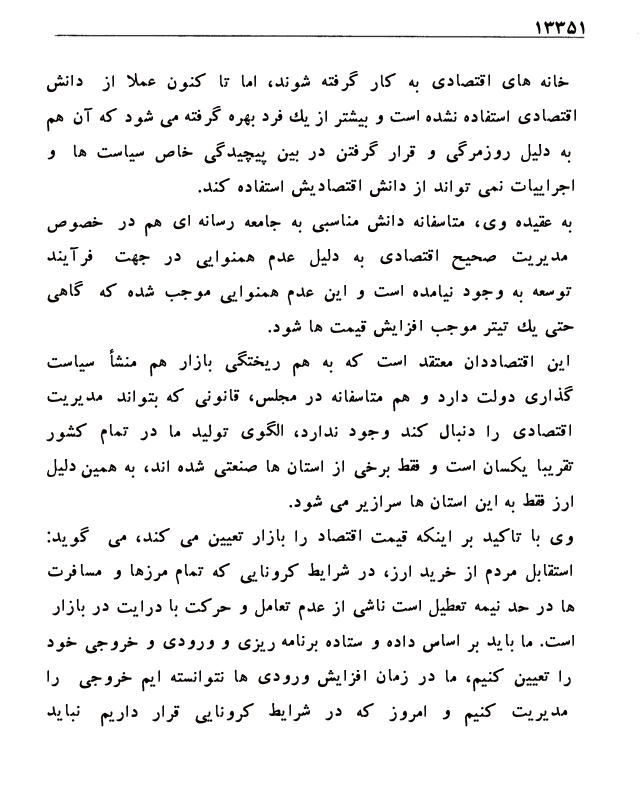 ۱۳۳۵۱
خانه های اقتصادی به کار گرفته شوند، اما تا کنون عملا از دانش
اقتصادی استفاده نشده است و بیشتر از یك فرد بهره گرفته می شود که آن هم
به دلیل روزمرگی و قرار گرفتن در بین پیچیدگی خاص سیاست ها و
اجراییات نمی تواند از دانش اقتصادیش استفاده کند.
به عقیده وی، متاسفانه دانش مناسبی به جامعه رسانه ای هم در خصوص
مدیریت صحیح اقتصادی به دلیل عدم همنوایی در جهت فرآیند
توسعه به وجود نیامده است و این عدم همنوایی موجب شده که گاهی
حتی یك تیتر موجب افزایش قیمت ها شود.
این اقتصاددان معتقد است که به هم ریختگی بازار هم منشأ سیاست
گذاری دولت دارد و هم متاسفانه در مجلس، قانونی که بتواند مدیریت
اقتصادی را دنبال کند وجود ندارد، الگوی تولید ما در تمام کشور
تقریبا یکسان است و فقط برخی از استان ها صنعتی شده اند، به همین دلیل
ارز فقط به این استان ها سرازیر می شود.
وی با تاکید بر اینکه قیمت اقتصاد را بازار تعیین می کند، می گوید:
استقابل مردم از خرید ارز، در شرایط کرونایی که تمام مرزها و مسافرت
ها در حد نیمه تعطیل است ناشی از عدم تعامل و حرکت با درایت در بازار
است. ما باید بر اساس داده و ستاده برنامه ریزی و ورودی و خروجی خود
را تعیین کنیم، ما در زمان افزایش ورودی ها نتوانسته ایم خروجی را
مدیریت کنیم و امروز که در شرایط کرونایی قرار داریم نباید